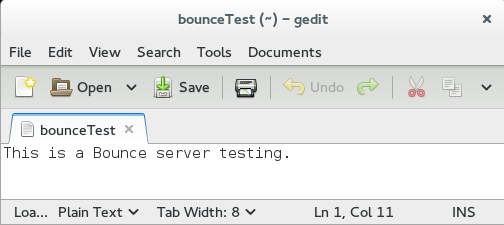 bounceTest (~) – gedit
File Edit View Search Tools Documents
Open Save Undo
bounceTest
This is a Bounce server testing.
Loa... Plain Text Tab Width: 8 Ln 1, Col 11 INS